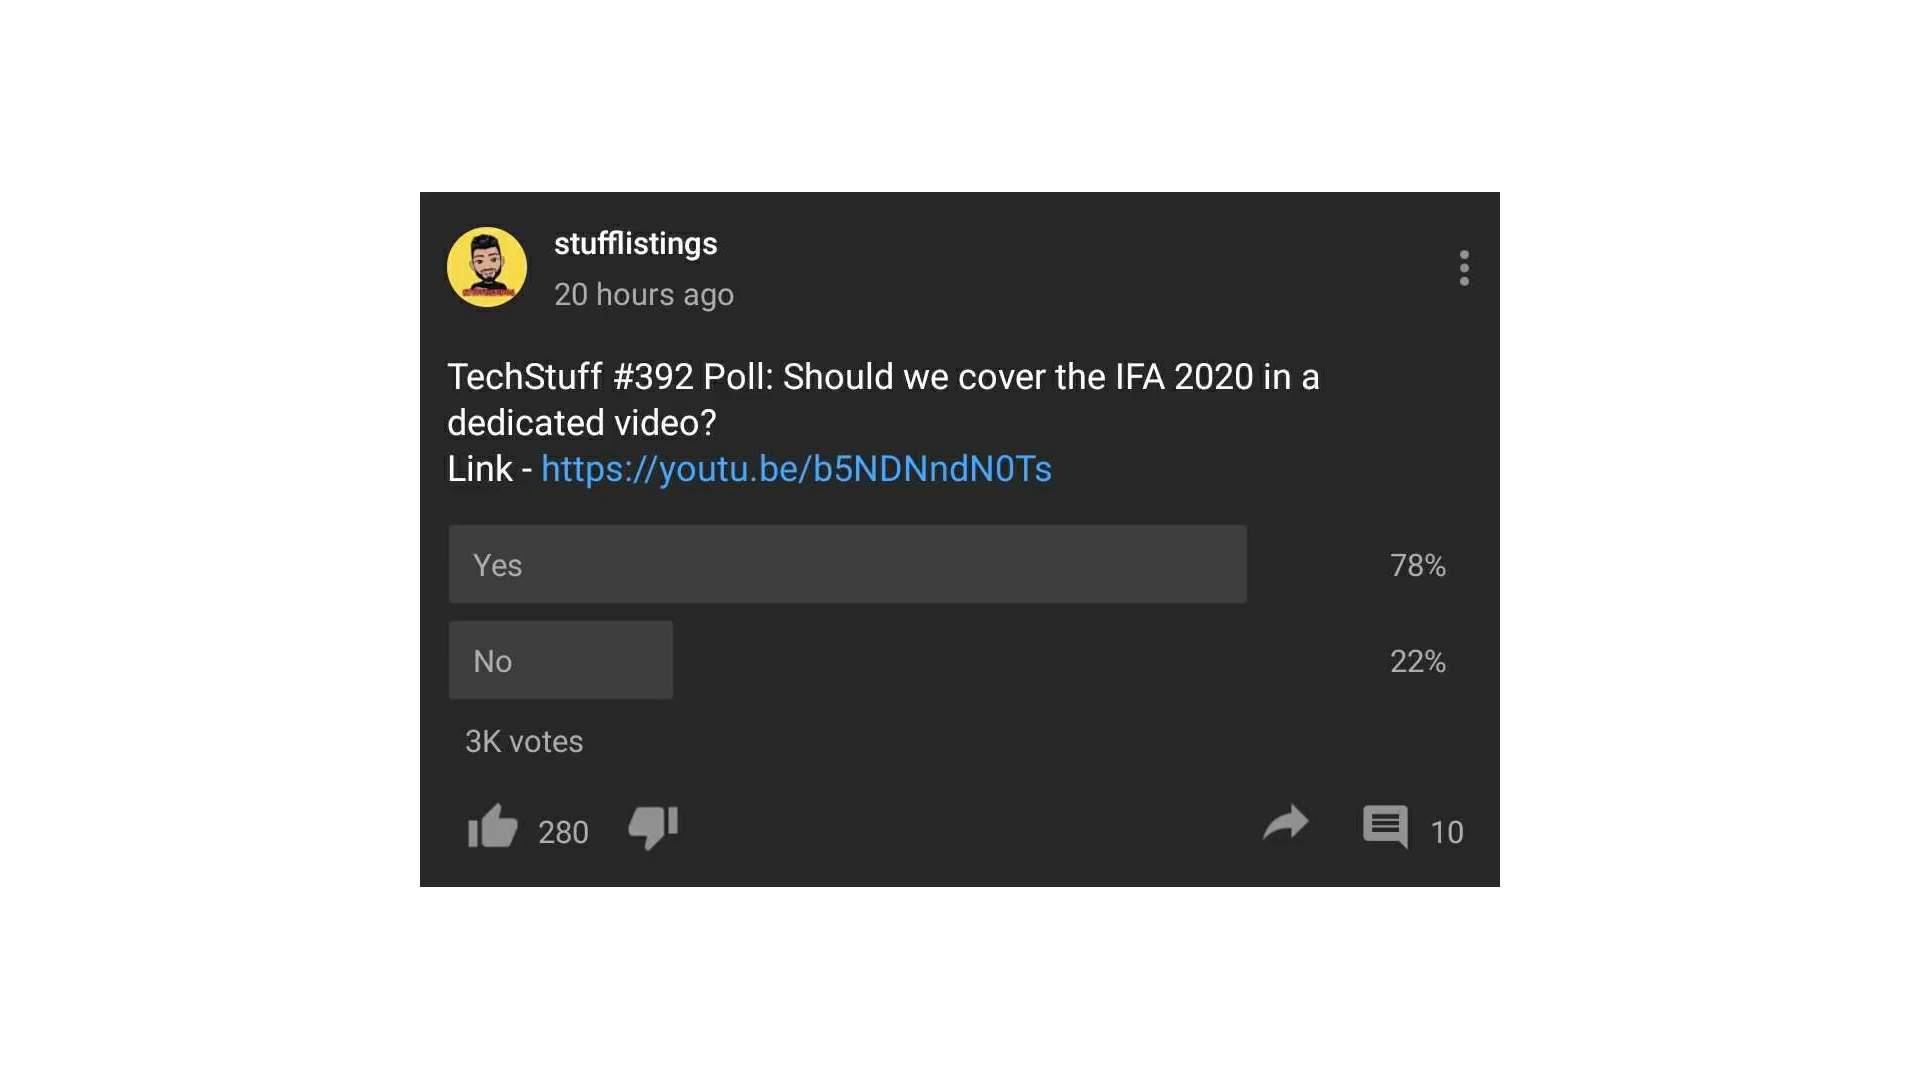 stufflistings
20 hours ago
TechStuff #392 Poll: Should we cover the IFA 2020 in a
dedicated video?
Link - https://youtu.be/b5NDNndN0Ts
Yes 78%
No 22%
3K votes
280 10